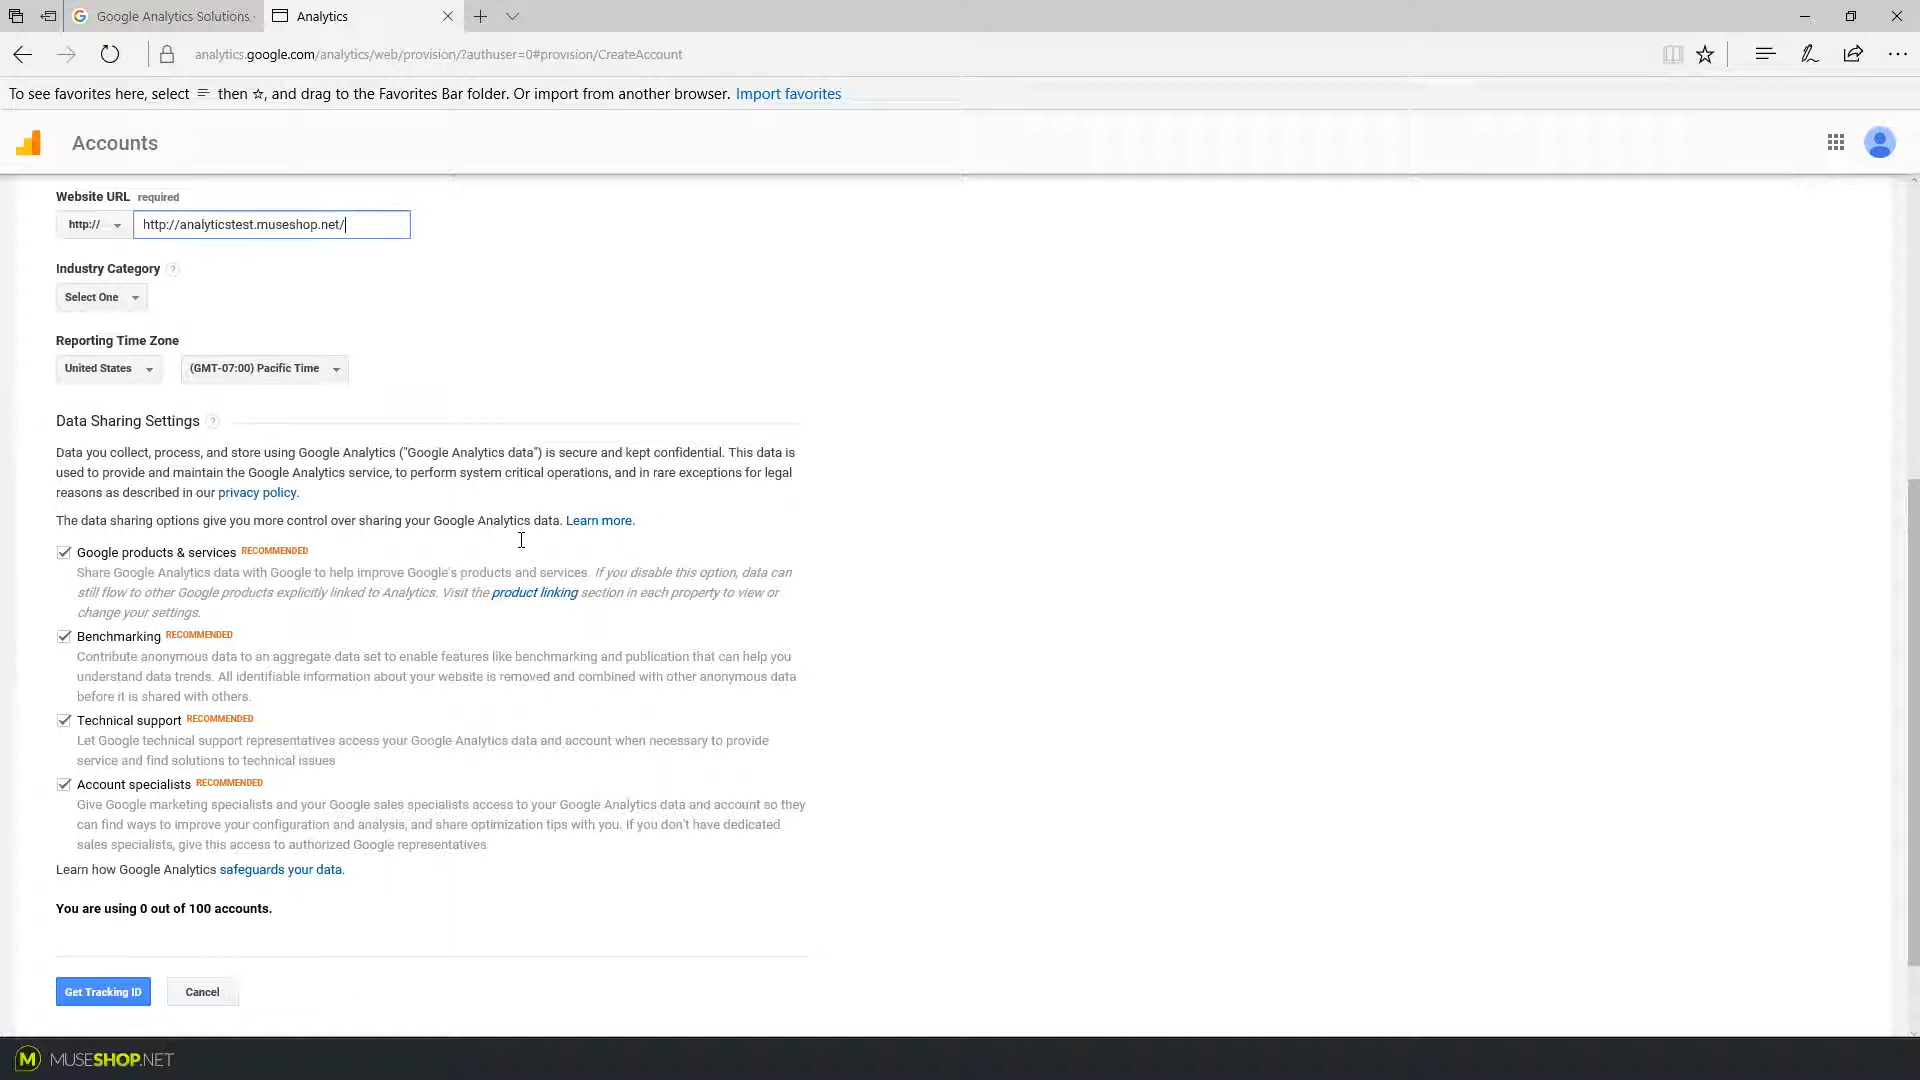 Google Analytics Solutions
Analytics
analytics.google.com/analytics/web/provision/?authuser=0#provision/CreateAccount
To see favorites here, select then ☆, and drag to the Favorites Bar folder. Or import from another browser. Import favorites
Accounts
Website URL required
http:// http://analyticstest.museshop.net/
Industry Category ?
Select One
Reporting Time Zone
United States (GMT-07:00) Pacific Time
Data Sharing Settings ?
Data you collect, process, and store using Google Analytics ("Google Analytics data") is secure and kept confidential. This data is
used to provide and maintain the Google Analytics service, to perform system critical operations, and in rare exceptions for legal
reasons as described in our privacy policy.
The data sharing options give you more control over sharing your Google Analytics data. Learn more.
Google products & services RECOMMENDED
Share Google Analytics data with Google to help improve Google's products and services. If you disable this option, data can
still flow to other Google products explicitly linked to Analytics. Visit the product linking section in each property to view or
change your settings.
Benchmarking RECOMMENDED
Contribute anonymous data to an aggregate data set to enable features like benchmarking and publication that can help you
understand data trends. All identifiable information about your website is removed and combined with other anonymous data
before it is shared with others.
Technical support RECOMMENDED
Let Google technical support representatives access your Google Analytics data and account when necessary to provide
service and find solutions to technical issues
Account specialists RECOMMENDED
Give Google marketing specialists and your Google sales specialists access to your Google Analytics data and account so they
can find ways to improve your configuration and analysis, and share optimization tips with you. If you don't have dedicated
sales specialists, give this access to authorized Google representatives
Learn how Google Analytics safeguards your data.
You are using 0 out of 100 accounts.
Get Tracking ID Cancel
M MUSESHOP.NET